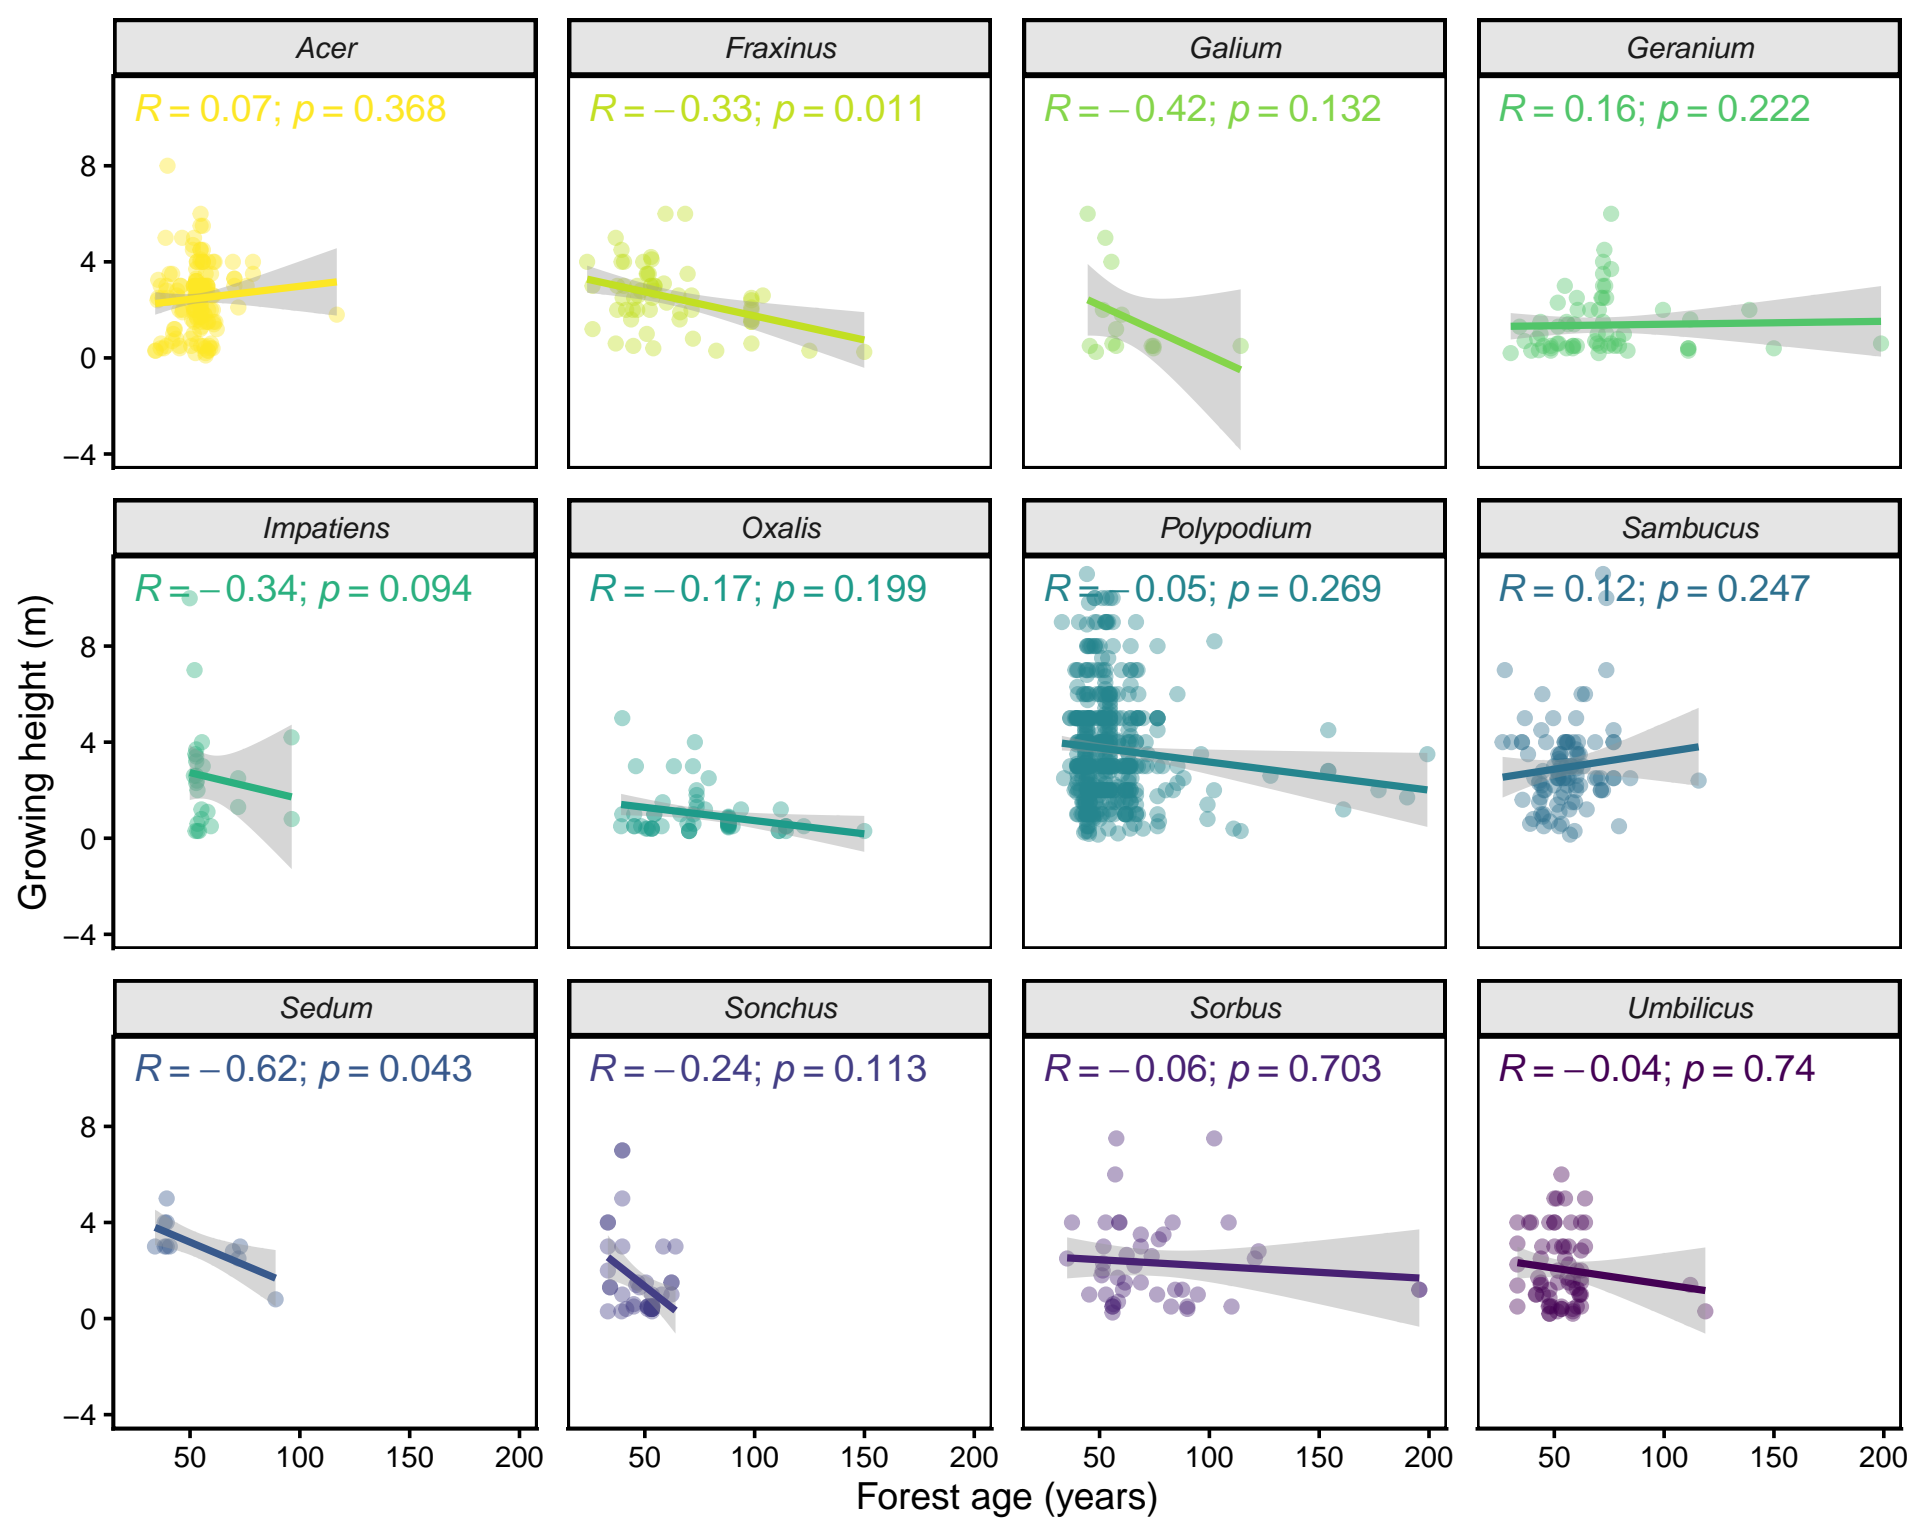 Acer
Fraxinus
Galium
Geranium
R = 0.07; p = 0.368
R = −0.33; p = 0.011
R = −0.42; p = 0.132
R = 0.16; p = 0.222
8
4
0
−4
Impatiens
Oxalis
Polypodium
Sambucus
R = −0.34; p = 0.094
R = −0.17; p = 0.199
R = −0.05; p = 0.269
R = 0.12; p = 0.247
8
4
0
−4
Growing height (m)
Sedum
Sonchus
Sorbus
Umbilicus
R = −0.62; p = 0.043
R = −0.24; p = 0.113
R = −0.06; p = 0.703
R = −0.04; p = 0.74
8
4
0
−4
50 100 150 200
50 100 150 200
50 100 150 200
50 100 150 200
Forest age (years)